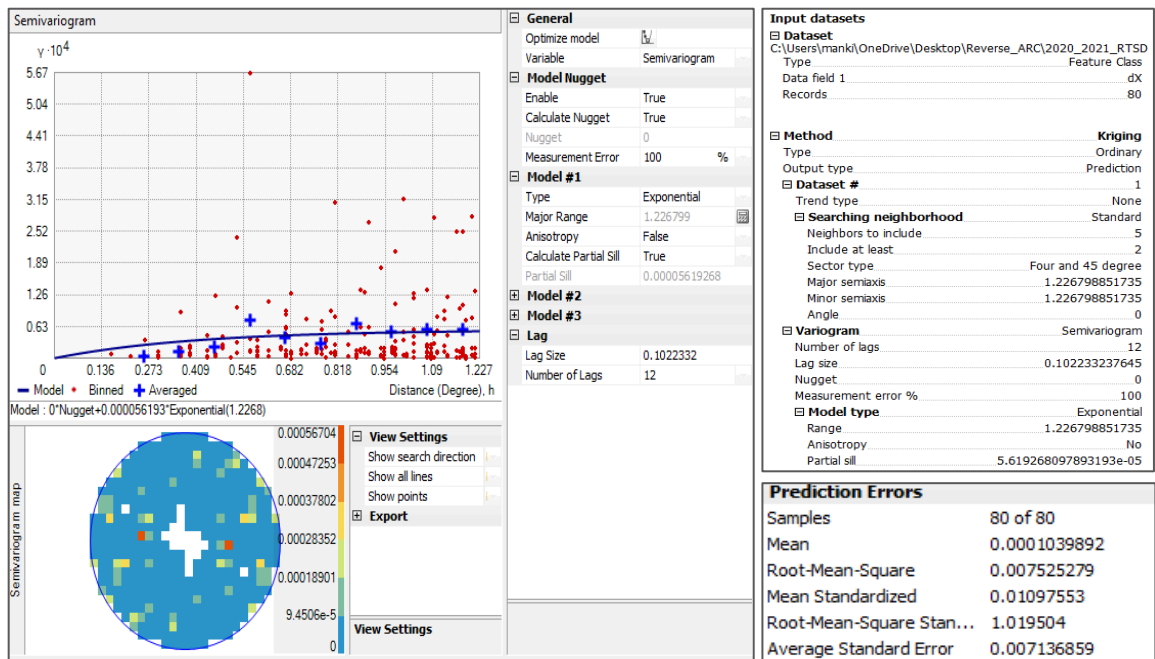 Semivariogram
γ ·10⁴
5.67
5.04
4.41
3.78
3.15
2.52
1.89
1.26
0.63
0 0.136 0.273 0.409 0.545 0.682 0.818 0.954 1.09 1.227
Model Binned Averaged Distance (Degree), h
Model : 0*Nugget+0.000056193*Exponential(1.2268)
Semivariogram map
0.00056704
0.00047253
0.00037802
0.00028352
0.00018901
9.4506e-5
0
View Settings
Show search direction
Show all lines
Show points
Export
View Settings
General
Optimize model
Variable Semivariogram
Model Nugget
Enable True
Calculate Nugget True
Nugget 0
Measurement Error 100 %
Model #1
Type Exponential
Major Range 1.226799
Anisotropy False
Calculate Partial Sill True
Partial Sill 0.00005619268
Model #2
Model #3
Lag
Lag Size 0.1022332
Number of Lags 12
Input datasets
Dataset
C:\Users\manki\OneDrive\Desktop\Reverse_ARC\2020_2021_RTSD
Type Feature Class
Data field 1 dX
Records 80
Method Kriging
Type Ordinary
Output type Prediction
Dataset # 1
Trend type None
Searching neighborhood Standard
Neighbors to include 5
Include at least 2
Sector type Four and 45 degree
Major semiaxis 1.226798851735
Minor semiaxis 1.226798851735
Angle 0
Variogram Semivariogram
Number of lags 12
Lag size 0.102233237645
Nugget 0
Measurement error % 100
Model type Exponential
Range 1.226798851735
Anisotropy No
Partial sill 5.619268097893193e-05
Prediction Errors
Samples 80 of 80
Mean 0.0001039892
Root-Mean-Square 0.007525279
Mean Standardized 0.01097553
Root-Mean-Square Stan... 1.019504
Average Standard Error 0.007136859